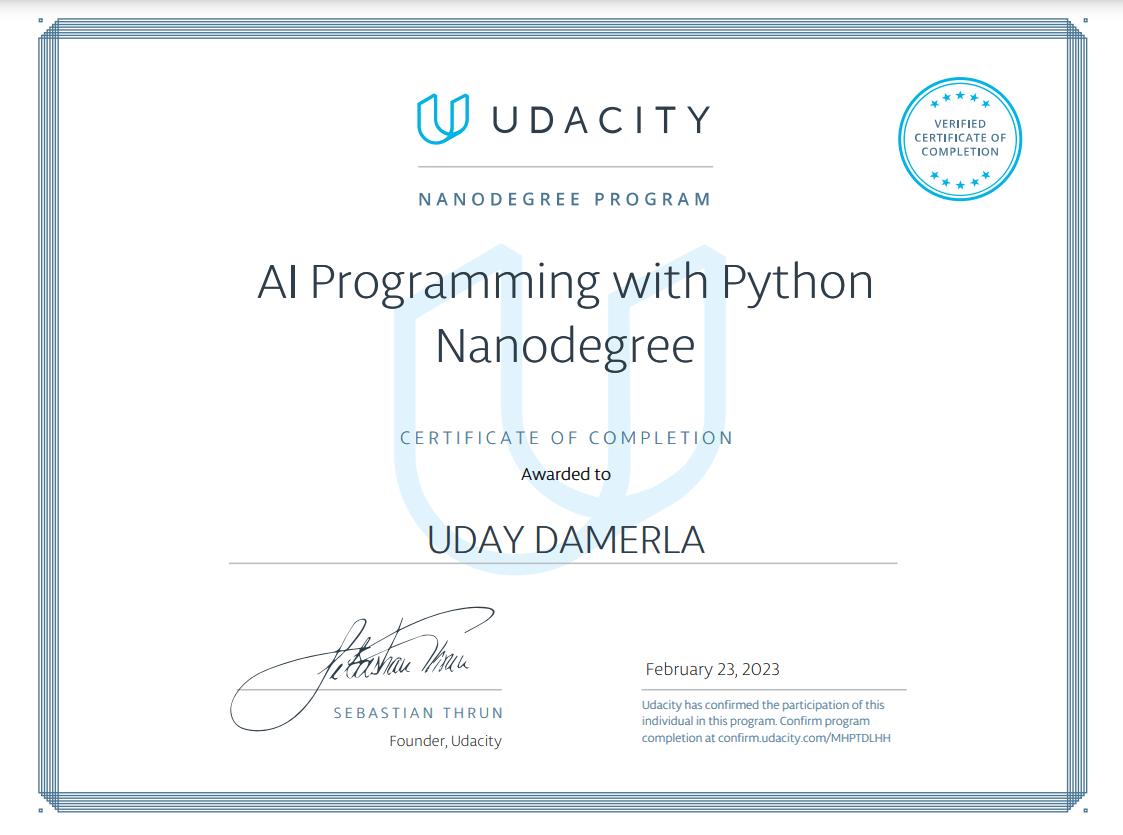 UDACITY
VERIFIED
CERTIFICATE OF
COMPLETION
NANODEGREE PROGRAM
AI Programming with Python
Nanodegree
CERTIFICATE OF COMPLETION
Awarded to
UDAY DAMERLA
Sebastian Thrun
SEBASTIAN THRUN
Founder, Udacity
February 23, 2023
Udacity has confirmed the participation of this
individual in this program. Confirm program
completion at confirm.udacity.com/MHPTDLHH